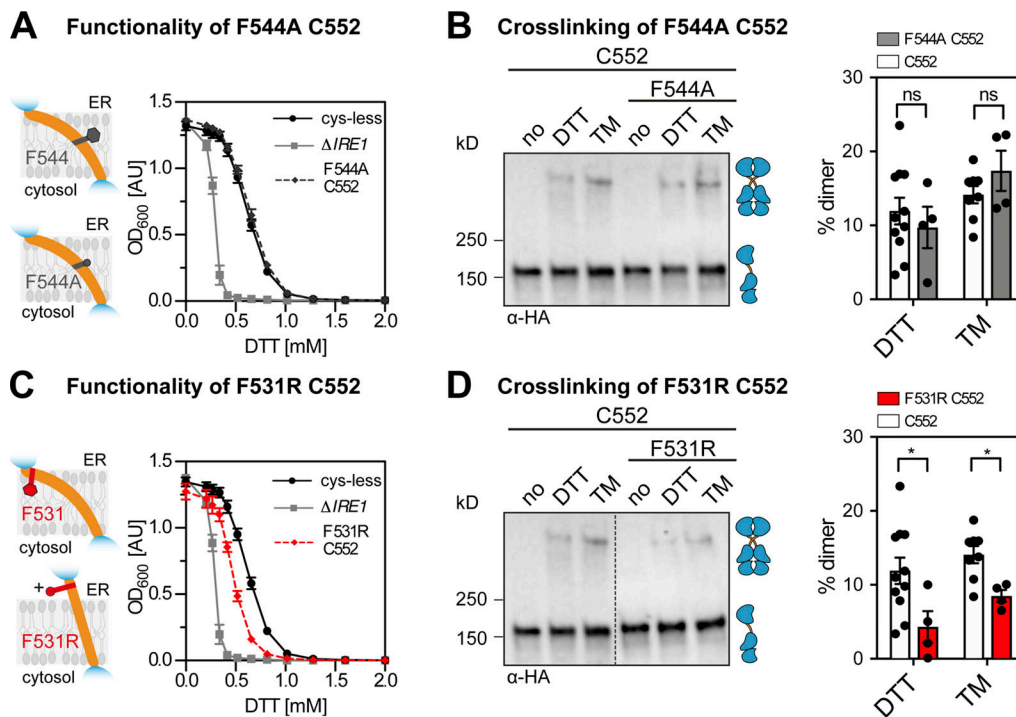 A Functionality of F544A C552
ER
F544
cytosol
ER
F544A
cytosol
OD600 [AU]
1.5
1.0
0.5
0.0
cys-less
ΔIRE1
F544A
C552
0.0 0.5 1.0 1.5 2.0
DTT [mM]
B Crosslinking of F544A C552
C552
F544A
no DTT TM no DTT TM
kD
250
150
α-HA
F544A C552
C552
% dimer
30
20
10
0
ns ns
DTT TM
C Functionality of F531R C552
ER
F531
cytosol
+ ER
F531R
cytosol
OD600 [AU]
1.5
1.0
0.5
0.0
cys-less
ΔIRE1
F531R
C552
0.0 0.5 1.0 1.5 2.0
DTT [mM]
D Crosslinking of F531R C552
C552
F531R
no DTT TM no DTT TM
kD
250
150
α-HA
F531R C552
C552
% dimer
30
20
10
0
* *
DTT TM